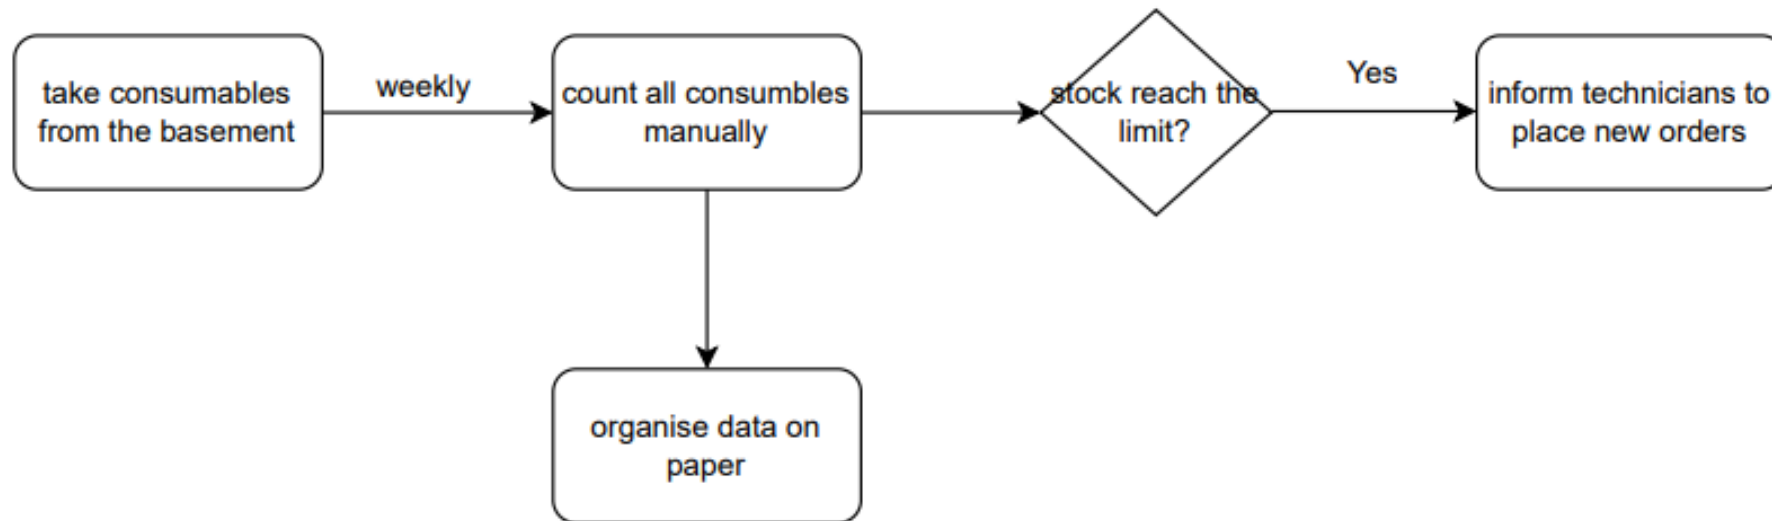 take consumables
from the basement
weekly
count all consumbles
manually
stock reach the
limit?
Yes
inform technicians to
place new orders
organise data on
paper